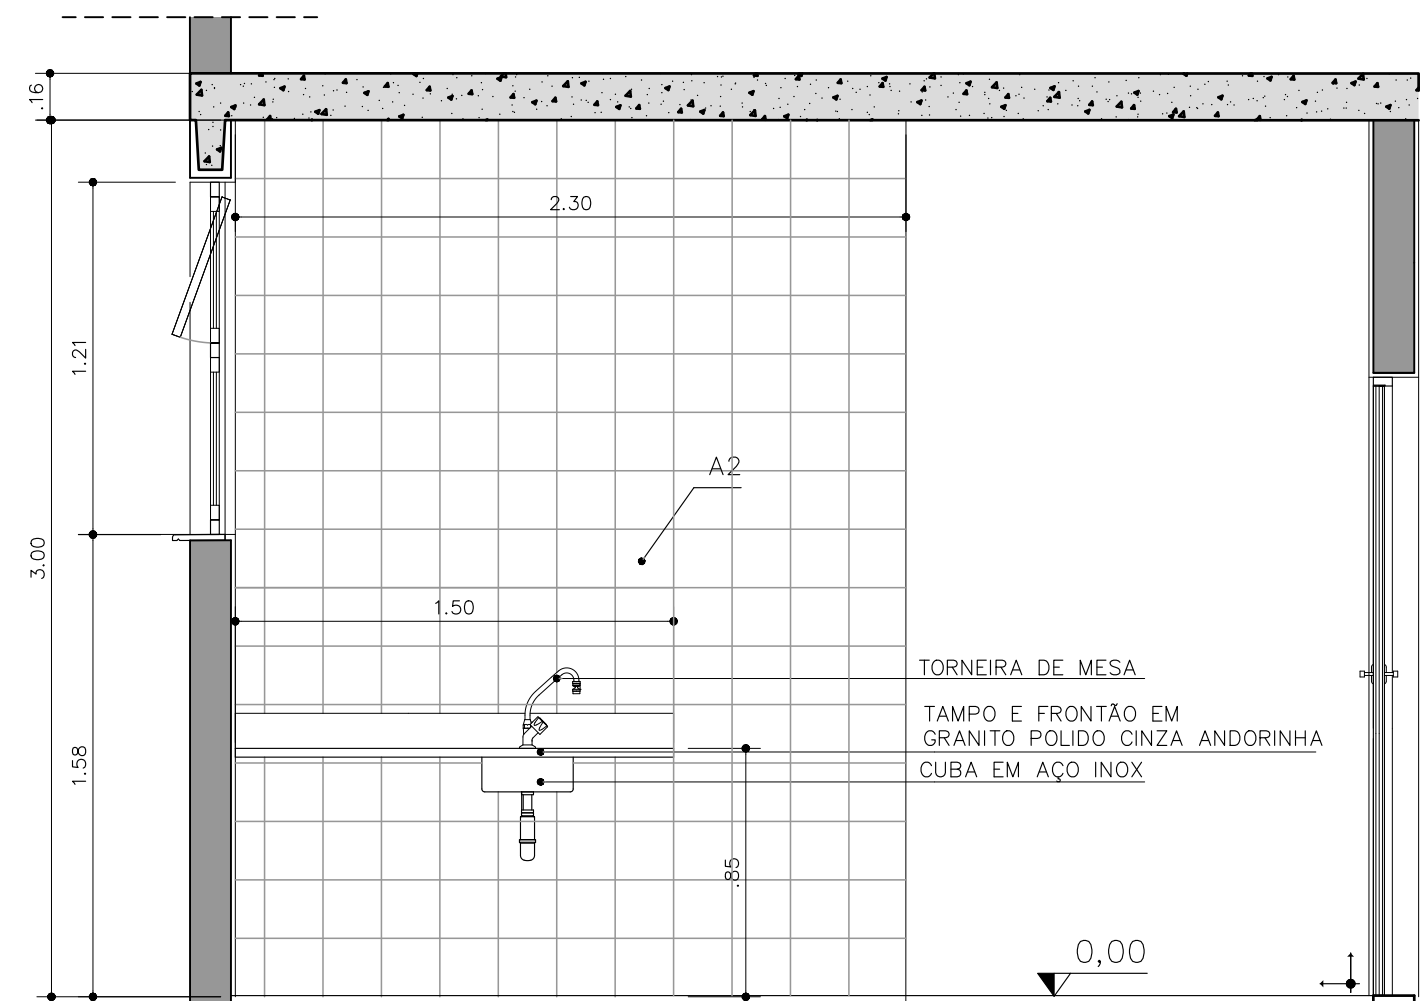 .16
2.30
1.21
A2
3.00
1.50
TORNEIRA DE MESA
TAMPO E FRONTÃO EM
GRANITO POLIDO CINZA ANDORINHA
CUBA EM AÇO INOX
1.58
.85
0,00